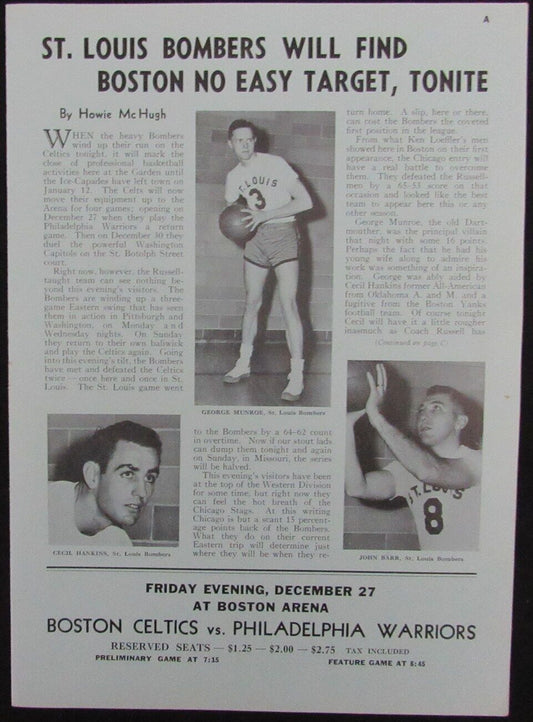 A
ST. LOUIS BOMBERS WILL FIND
BOSTON NO EASY TARGET, TONITE
By Howie McHugh
WHEN the heavy Bombers
wind up their run on the
Celtics tonight, it will mark the
close of professional basketball
activities here at the Garden until
the Ice-Capades have left town on
January 12. The Celts will now
move their equipment up to the
Arena for four games; opening on
December 27 when they play the
Philadelphia Warriors a return
game. Then on December 30 they
duel the powerful Washington
Capitols on the St. Botolph Street
court.
Right now, however, the Russell-
taught team can see nothing be-
yond this evening's visitors. The
Bombers are winding up a three-
game Eastern swing that has seen
them in action in Pittburgh and
Washington, on Monday and
Wednesday nights. On Sunday
they return to their own bailwick
and play the Celtics again. Going
into this evening's tilt, the Bombers
have met and defeated the Celtics
twice — once here and once in St.
Louis. The St. Louis game went
ST. LOUIS
3
GEORGE MUNROE, St. Louis Bombers
to the Bombers by a 64-62 count
in overtime. Now if our stout lads
can dump them tonight and again
on Sunday, in Missouri, the series
will be halved.
This evening's visitors have been
at the top of the Western Division
for some time, but right now they
can feel the hot breath of the
Chicago Stags. At this writing
Chicago is but a scant 15 percent-
age points back of the Bombers.
What they do on their corrent
Eastern trip will determine just
where they will be when they re-
turn home. A slip, here or there,
can cost the Bombers the coveted
first position in the league.
From what Ken Loeffler's men
showed here in Boston on their first
appearance, the Chicago entry will
have a real battle to overcome
them. They defeated the Russell-
men by a 65-53 score on that
occasion and looked like the best
team to appear here this or any
other season.
George Munroe, the old Dart-
mouther, was the principal villain
that night with some 16 points.
Perhaps the fact that he had his
young wife along to admire his
work was something of an inspira-
tion. George was ably aided by
Cecil Hankins former All-American
from Oklahoma A. and M. and a
fugitive from the Boston Yanks
football team. Of course tonight
Cecil will have it a little rougher
inasmuch as Coach Russell has
(Continued on page C)
CECIL HANKINS, St. Louis Bombers
ST. LOUIS
8
JOHN BARR, St. Louis Bombers
FRIDAY EVENING, DECEMBER 27
AT BOSTON ARENA
BOSTON CELTICS vs. PHILADELPHIA WARRIORS
RESERVED SEATS — $1.25 — $2.00 — $2.75 TAX INCLUDED
PRELIMINARY GAME AT 7:15 FEATURE GAME AT 8:45